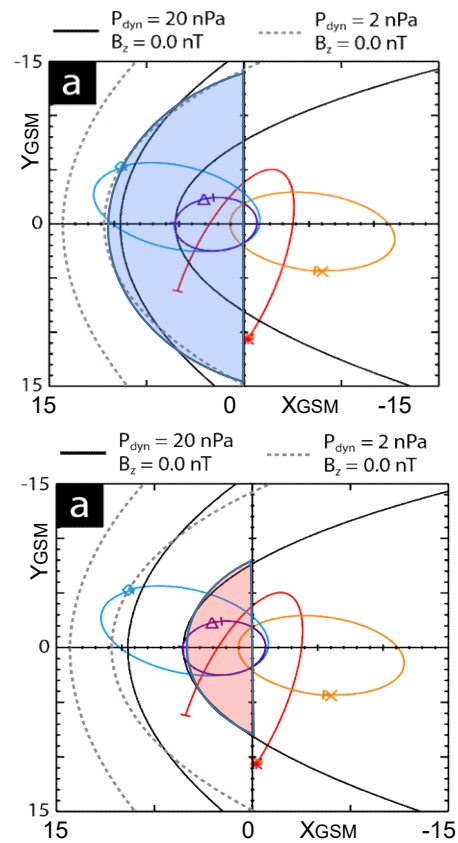 P_dyn = 20 nPa
B_z = 0.0 nT
P_dyn = 2 nPa
B_z = 0.0 nT
-15
a
Y_GSM
0
15
15
0
X_GSM
-15
P_dyn = 20 nPa
B_z = 0.0 nT
P_dyn = 2 nPa
B_z = 0.0 nT
-15
a
Y_GSM
0
15
15
0
X_GSM
-15